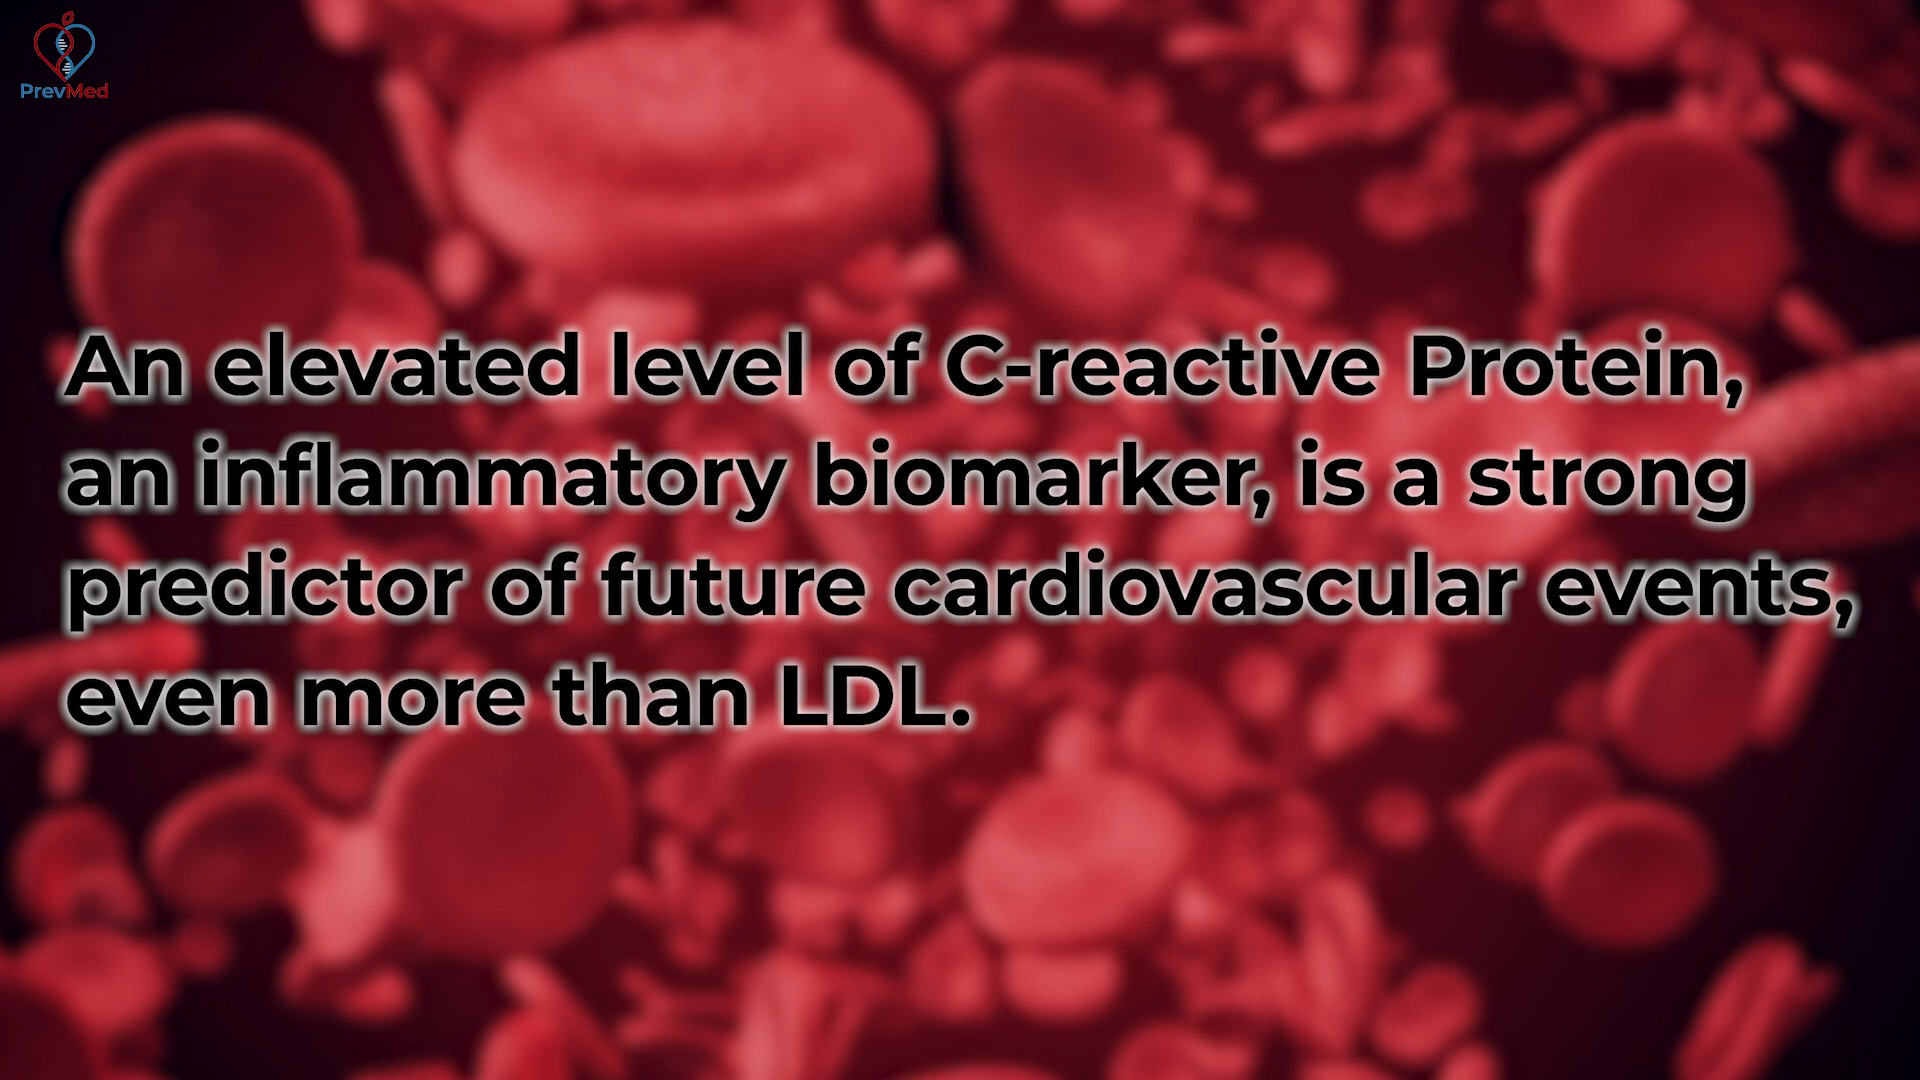 PrevMed
An elevated level of C-reactive Protein,
an inflammatory biomarker, is a strong
predictor of future cardiovascular events,
even more than LDL.